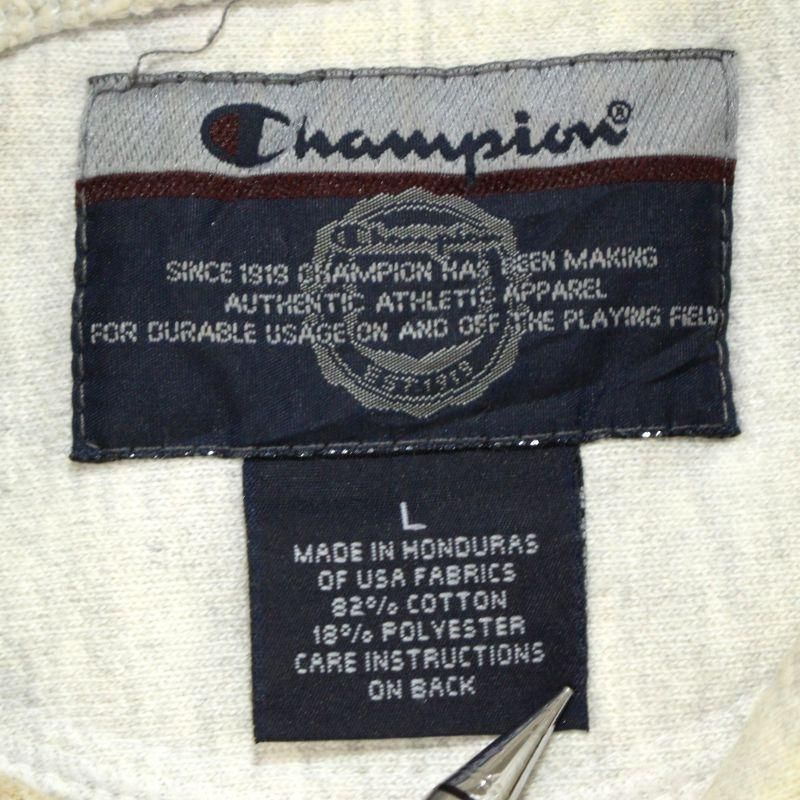 Champion®
Champion
SINCE 1919 CHAMPION HAS BEEN MAKING
AUTHENTIC ATHLETIC APPAREL
FOR DURABLE USAGE ON AND OFF THE PLAYING FIELD
EST. 1919
L
MADE IN HONDURAS
OF USA FABRICS
82% COTTON
18% POLYESTER
CARE INSTRUCTIONS
ON BACK